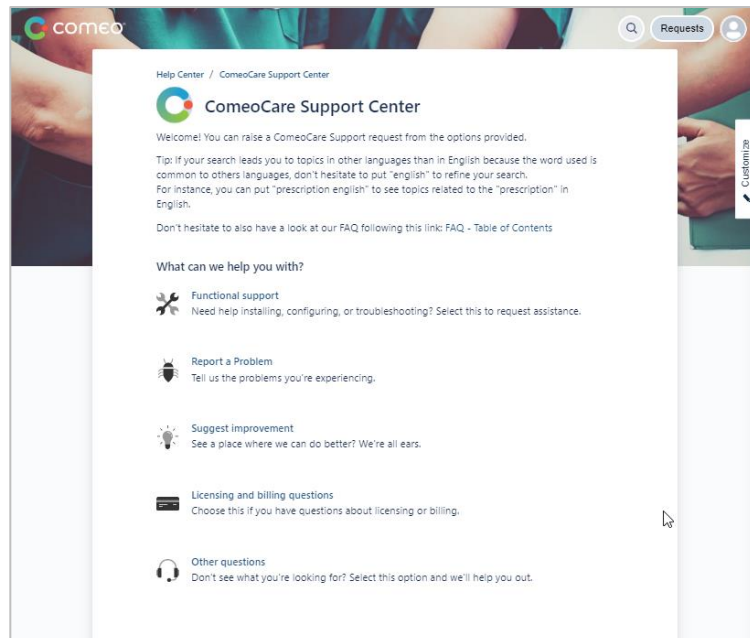 comeo
Requests
Help Center / ComeoCare Support Center
ComeoCare Support Center
Welcome! You can raise a ComeoCare Support request from the options provided.
Tip: If your search leads you to topics in other languages than in English because the word used is
common to others languages, don't hesitate to put "english" to refine your search.
For instance, you can put "prescription english" to see topics related to the "prescription" in
English.
Don't hesitate to also have a look at our FAQ following this link: FAQ - Table of Contents
Customize
What can we help you with?
Functional support
Need help installing, configuring, or troubleshooting? Select this to request assistance.
Report a Problem
Tell us the problems you're experiencing.
Suggest improvement
See a place where we can do better? We're all ears.
Licensing and billing questions
Choose this if you have questions about licensing or billing.
Other questions
Don't see what you're looking for? Select this option and we'll help you out.